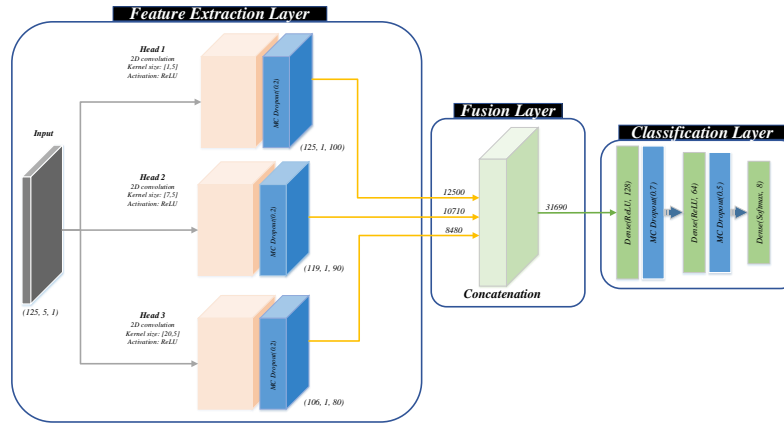 Feature Extraction Layer
Head 1
2D convolution
Kernel size: [1,5]
Activation: ReLU
MC Dropout(0.2)
(125, 1, 100)
Input
(125, 5, 1)
Head 2
2D convolution
Kernel size: [7,5]
Activation: ReLU
MC Dropout(0.2)
(119, 1, 90)
Head 3
2D convolution
Kernel size: [20,5]
Activation: ReLU
MC Dropout(0.2)
(106, 1, 80)
Fusion Layer
12500
10710
8480
31690
Concatenation
Classification Layer
Dense(ReLU, 128)
MC Dropout(0.7)
Dense(ReLU, 64)
MC Dropout(0.5)
Dense(Softmax, 8)